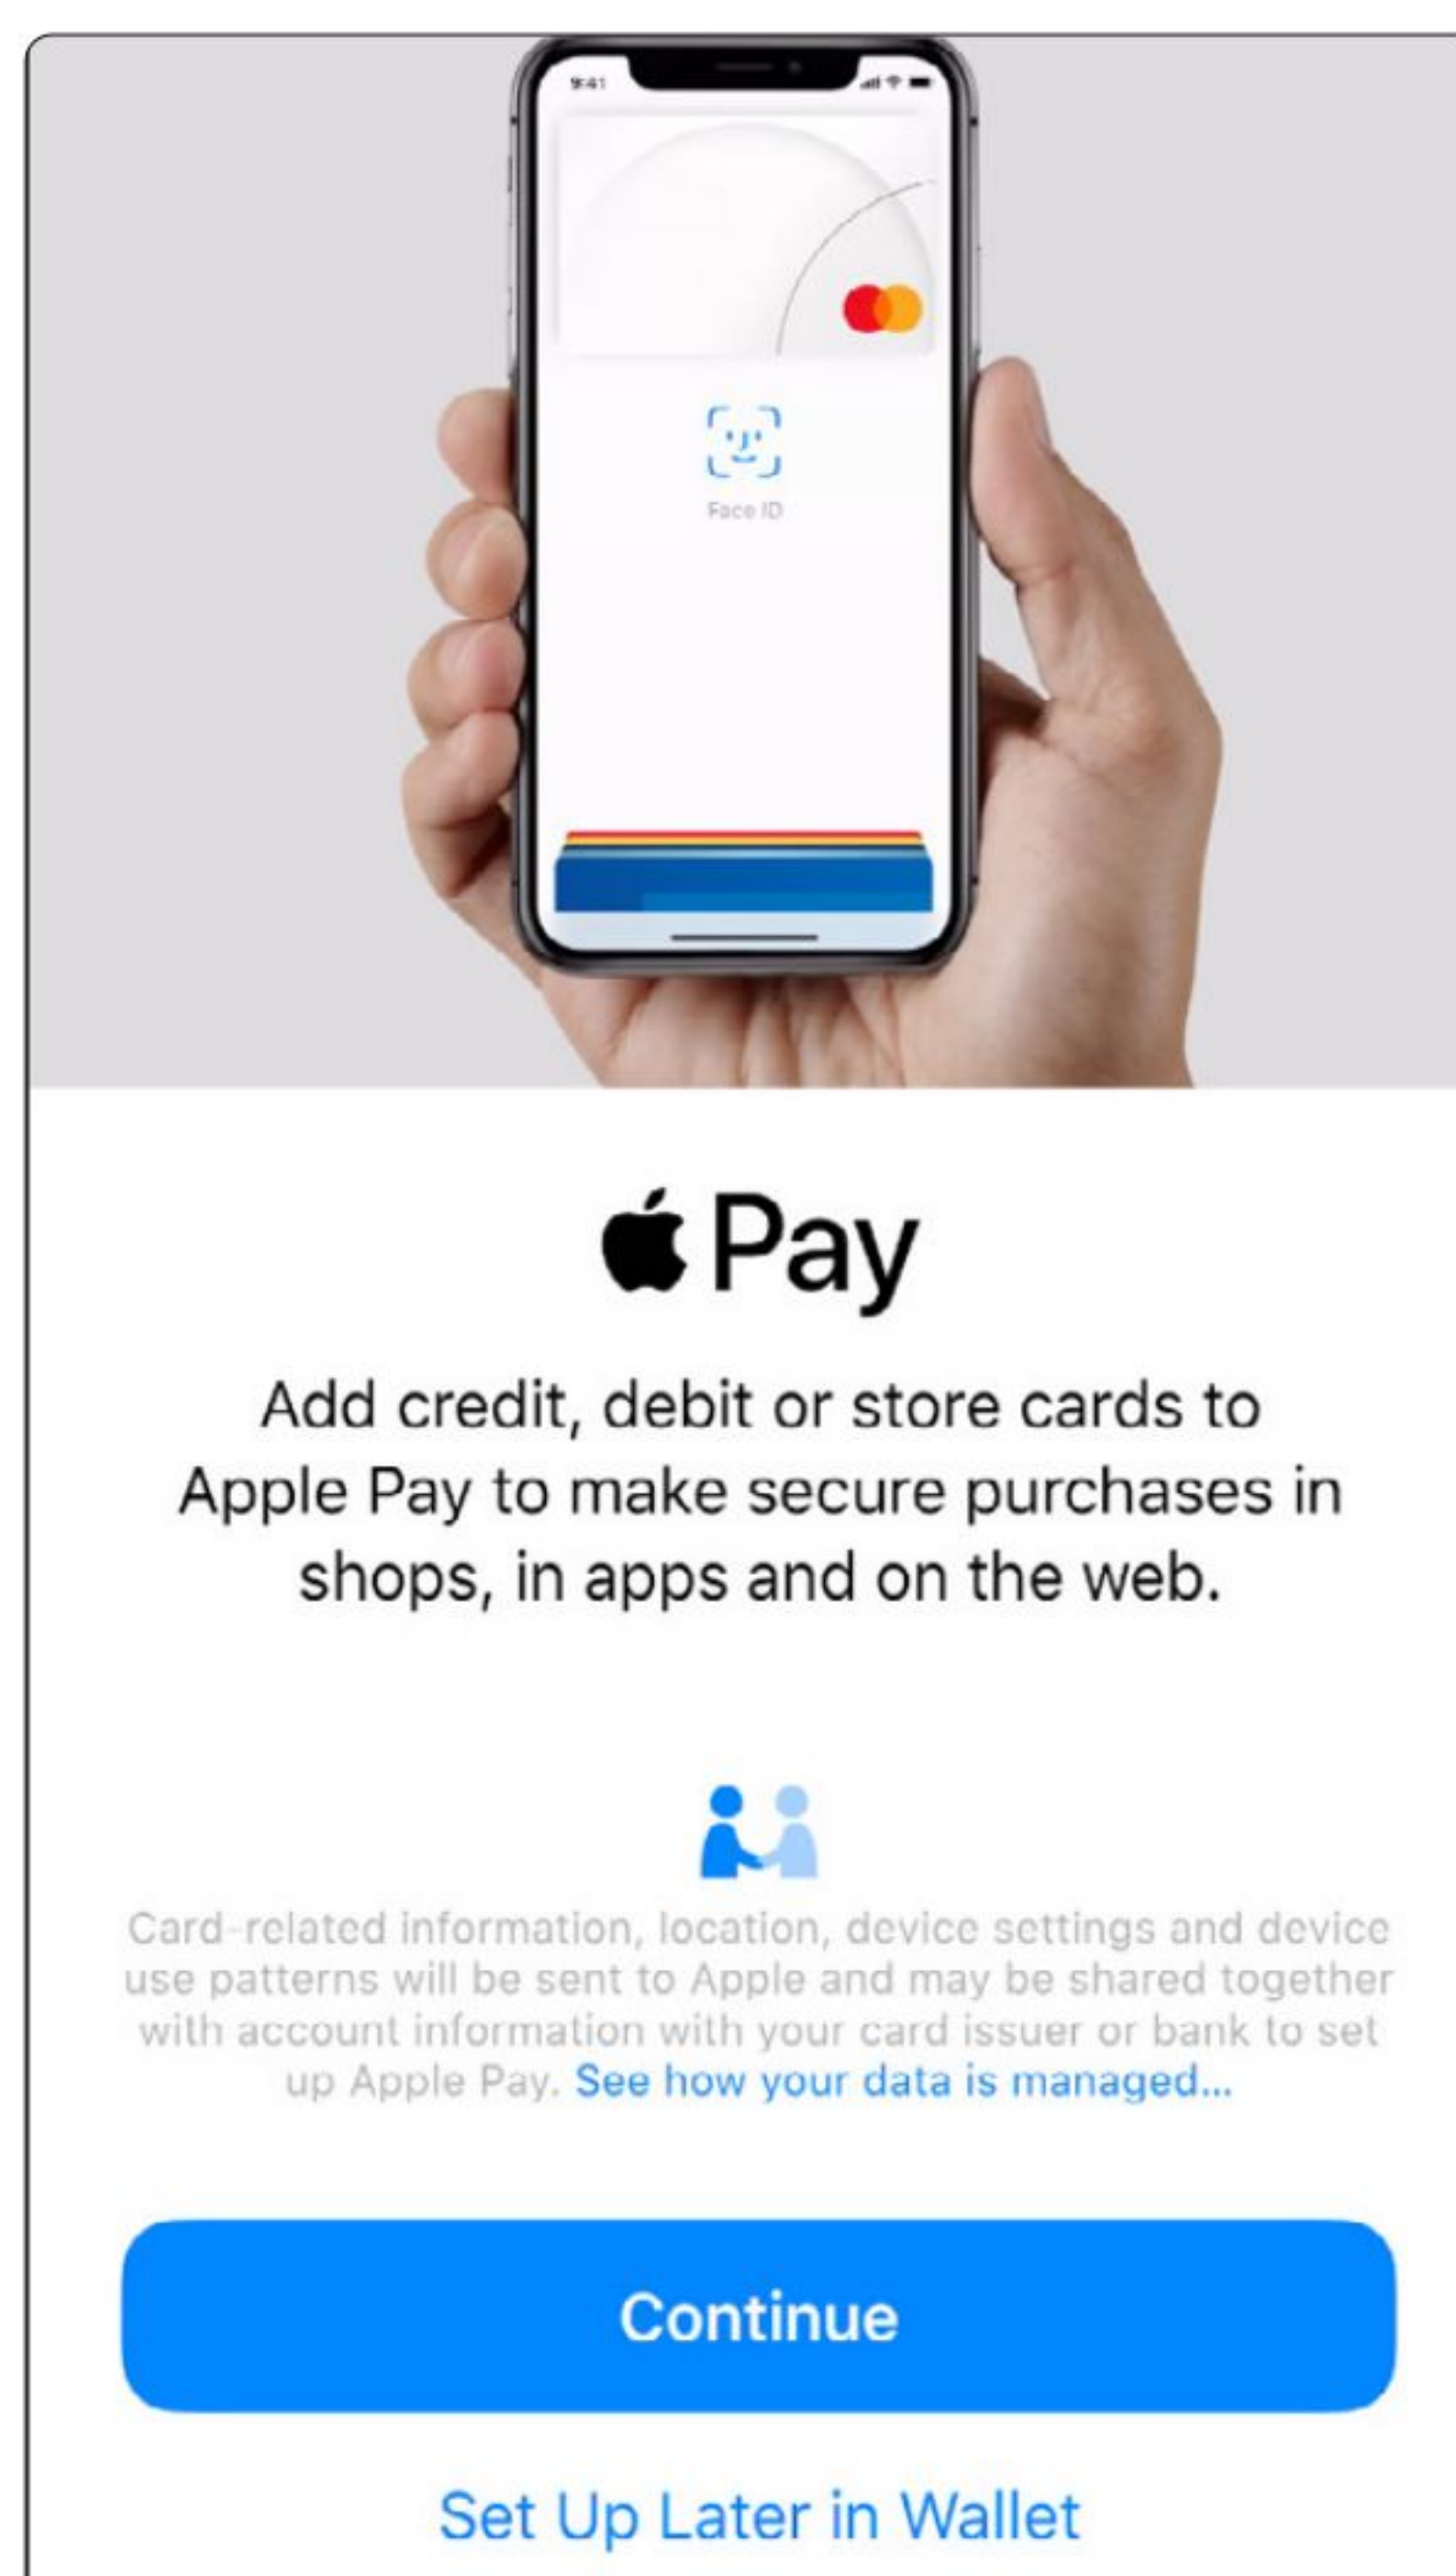 9:41
Face ID
Pay
Add credit, debit or store cards to
Apple Pay to make secure purchases in
shops, in apps and on the web.
Card-related information, location, device settings and device
use patterns will be sent to Apple and may be shared together
with account information with your card issuer or bank to set
up Apple Pay. See how your data is managed...
Continue
Set Up Later in Wallet